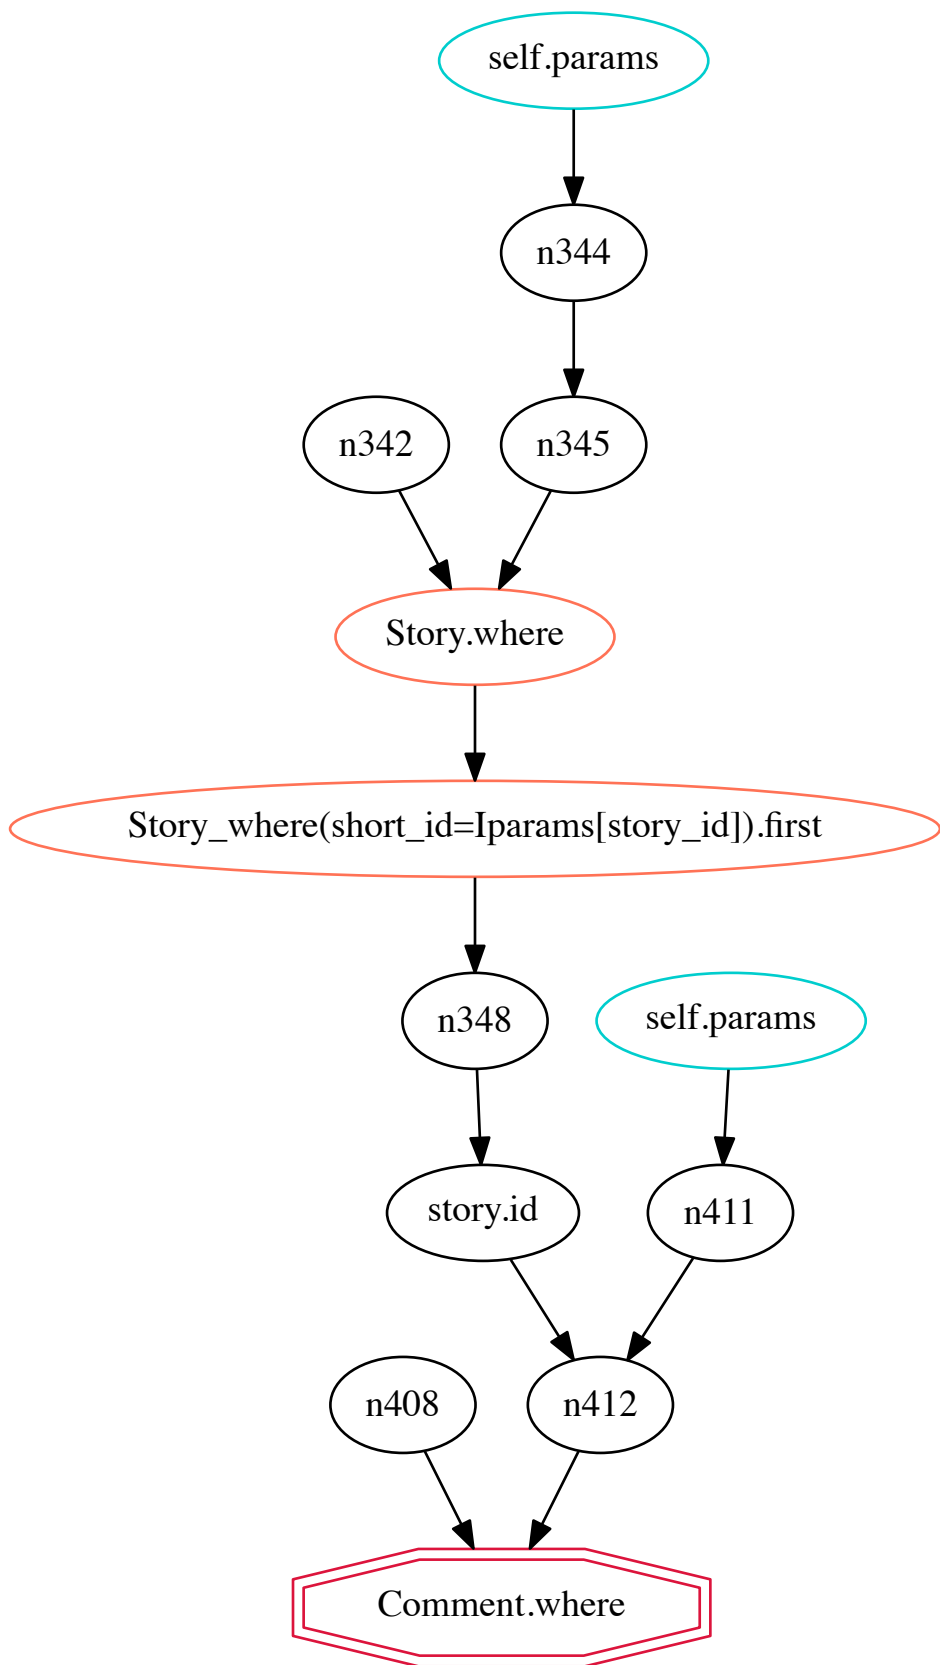 self.params
n344
n342
n345
Story.where
Story_where(short_id=Iparams[story_id]).first
n348
self.params
story.id
n411
n408
n412
Comment.where